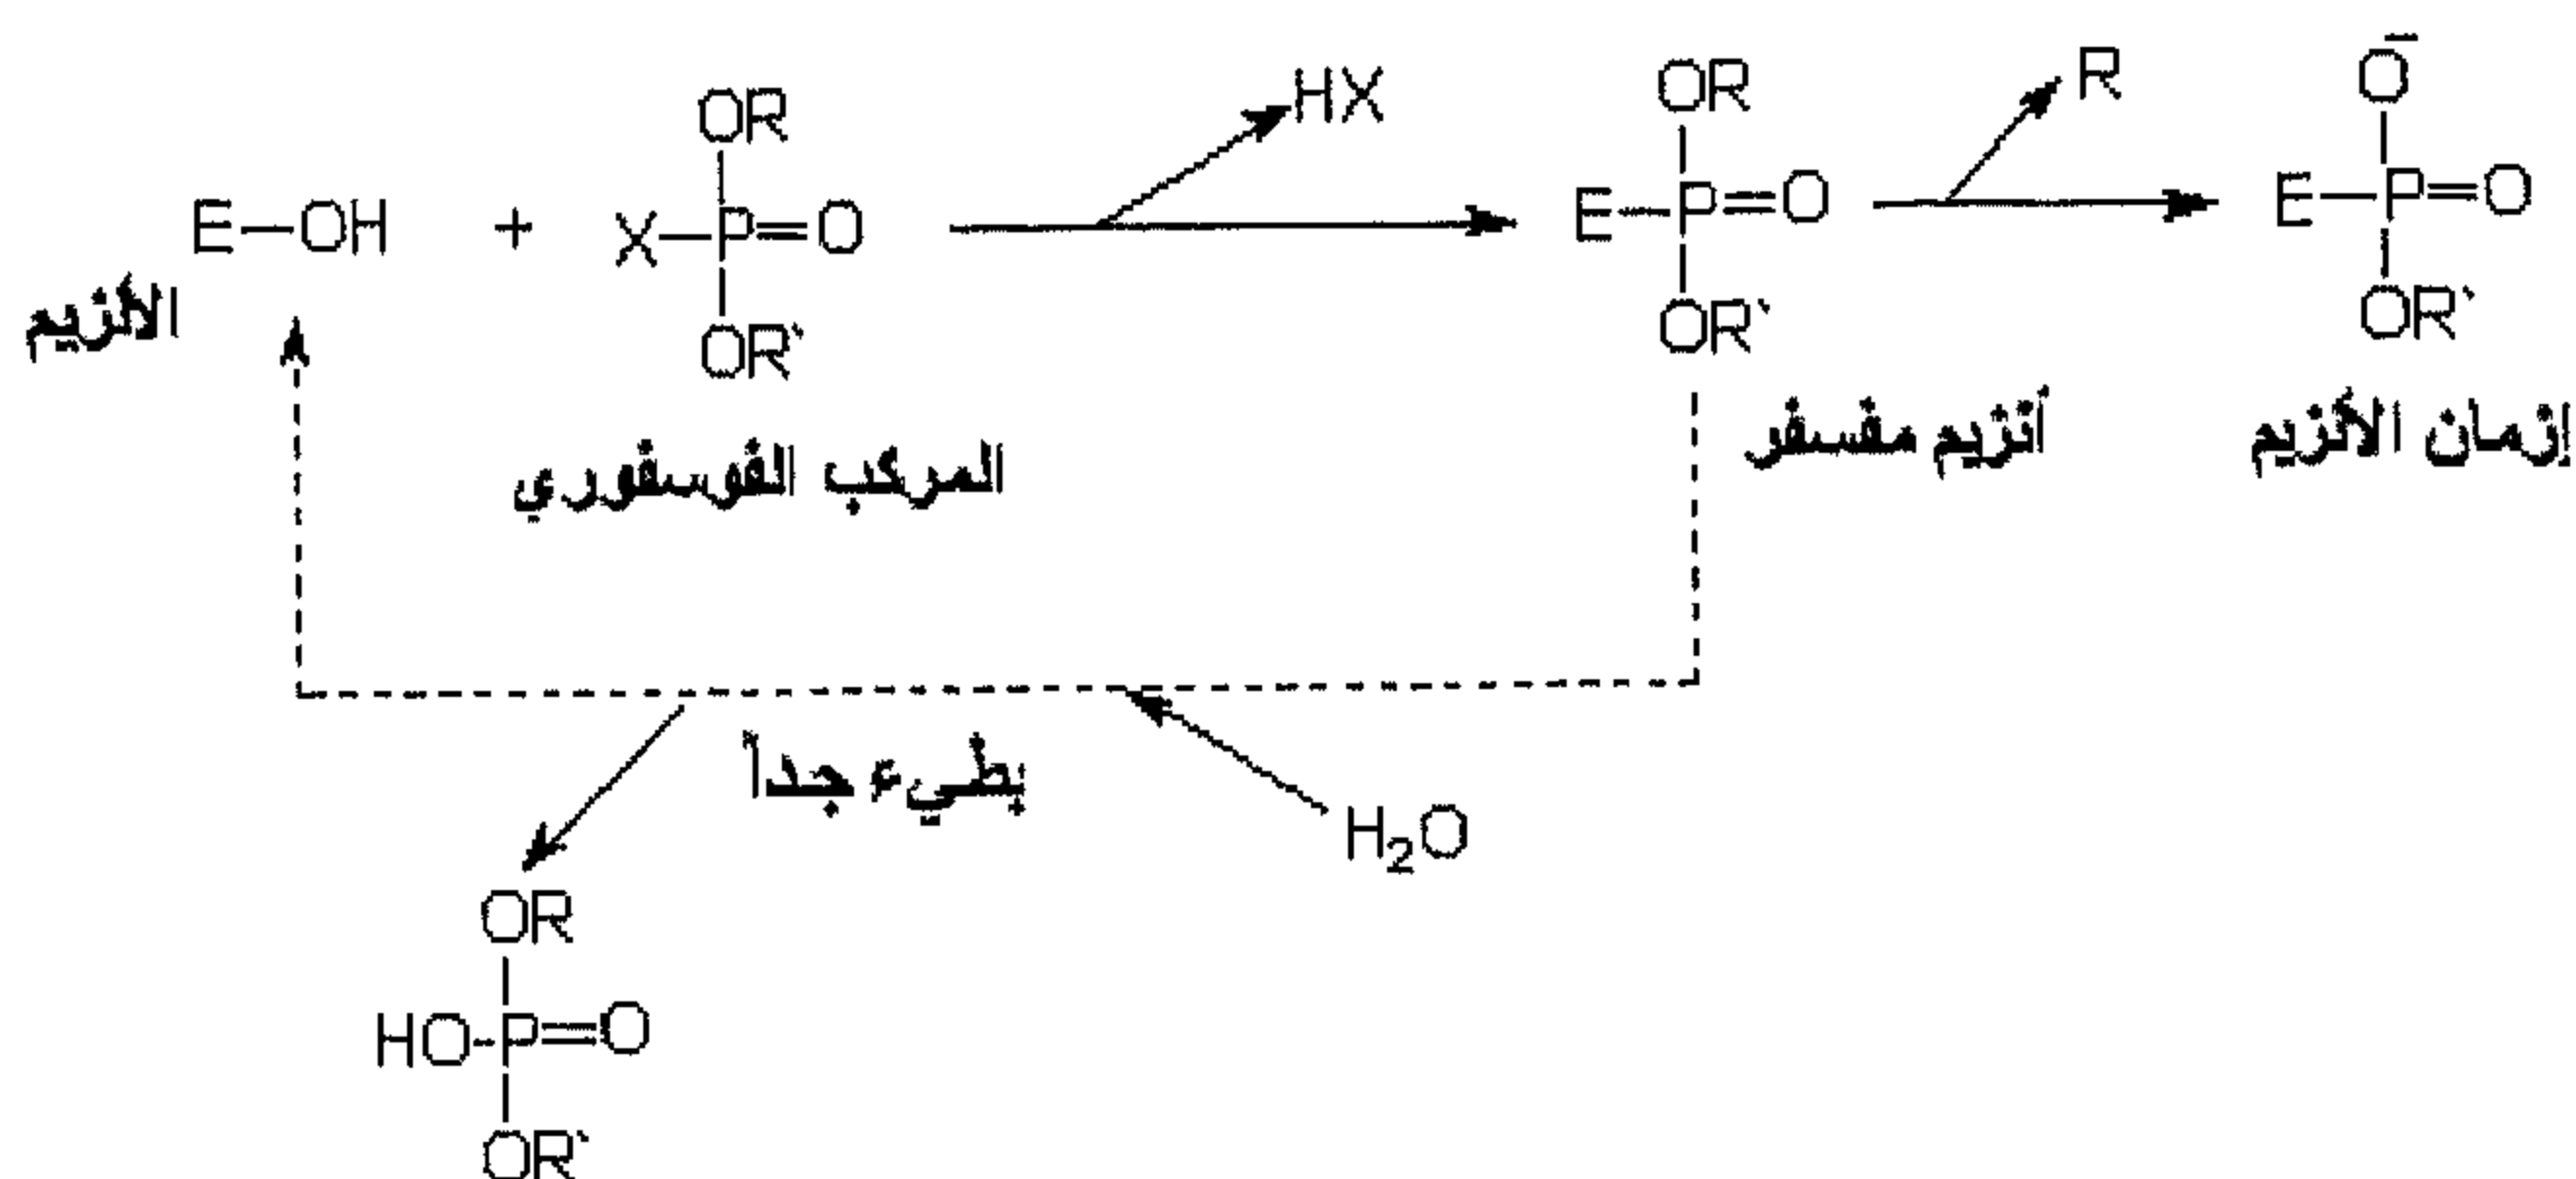 OR HX OR R O⁻
E—OH + X—P=O E—P=O E—P=O
OR` OR` OR`
الأنزيم
المركب الفوسفوري
أنزيم مفسفر
إزمان الأنزيم
بطيء جداً
H₂O
OR
HO-P=O
OR`